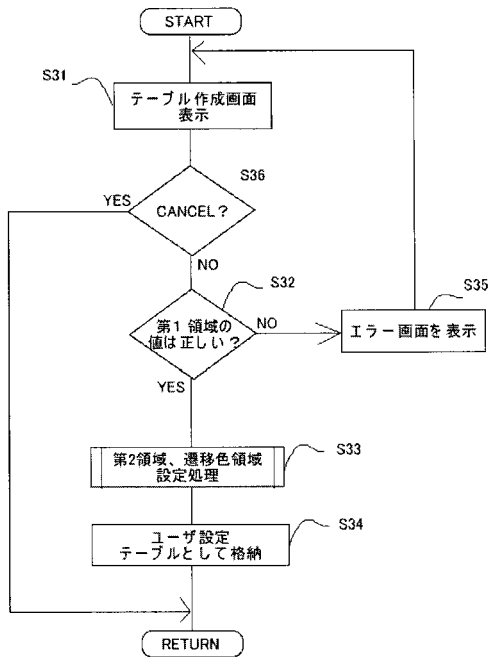 START
S31
テーブル作成画面
表示
S36
YES
CANCEL?
NO
S32
第1領域の
値は正しい?
NO
S35
エラー画面を表示
YES
第2領域、遷移色領域
設定処理
S33
ユーザ設定
テーブルとして格納
S34
RETURN